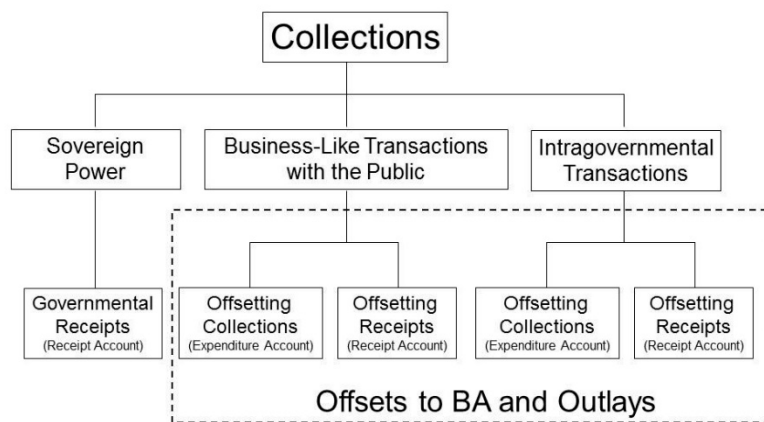 Collections
Sovereign
Power
Business-Like Transactions
with the Public
Intragovernmental
Transactions
Governmental
Receipts
(Receipt Account)
Offsetting
Collections
(Expenditure Account)
Offsetting
Receipts
(Receipt Account)
Offsetting
Collections
(Expenditure Account)
Offsetting
Receipts
(Receipt Account)
Offsets to BA and Outlays